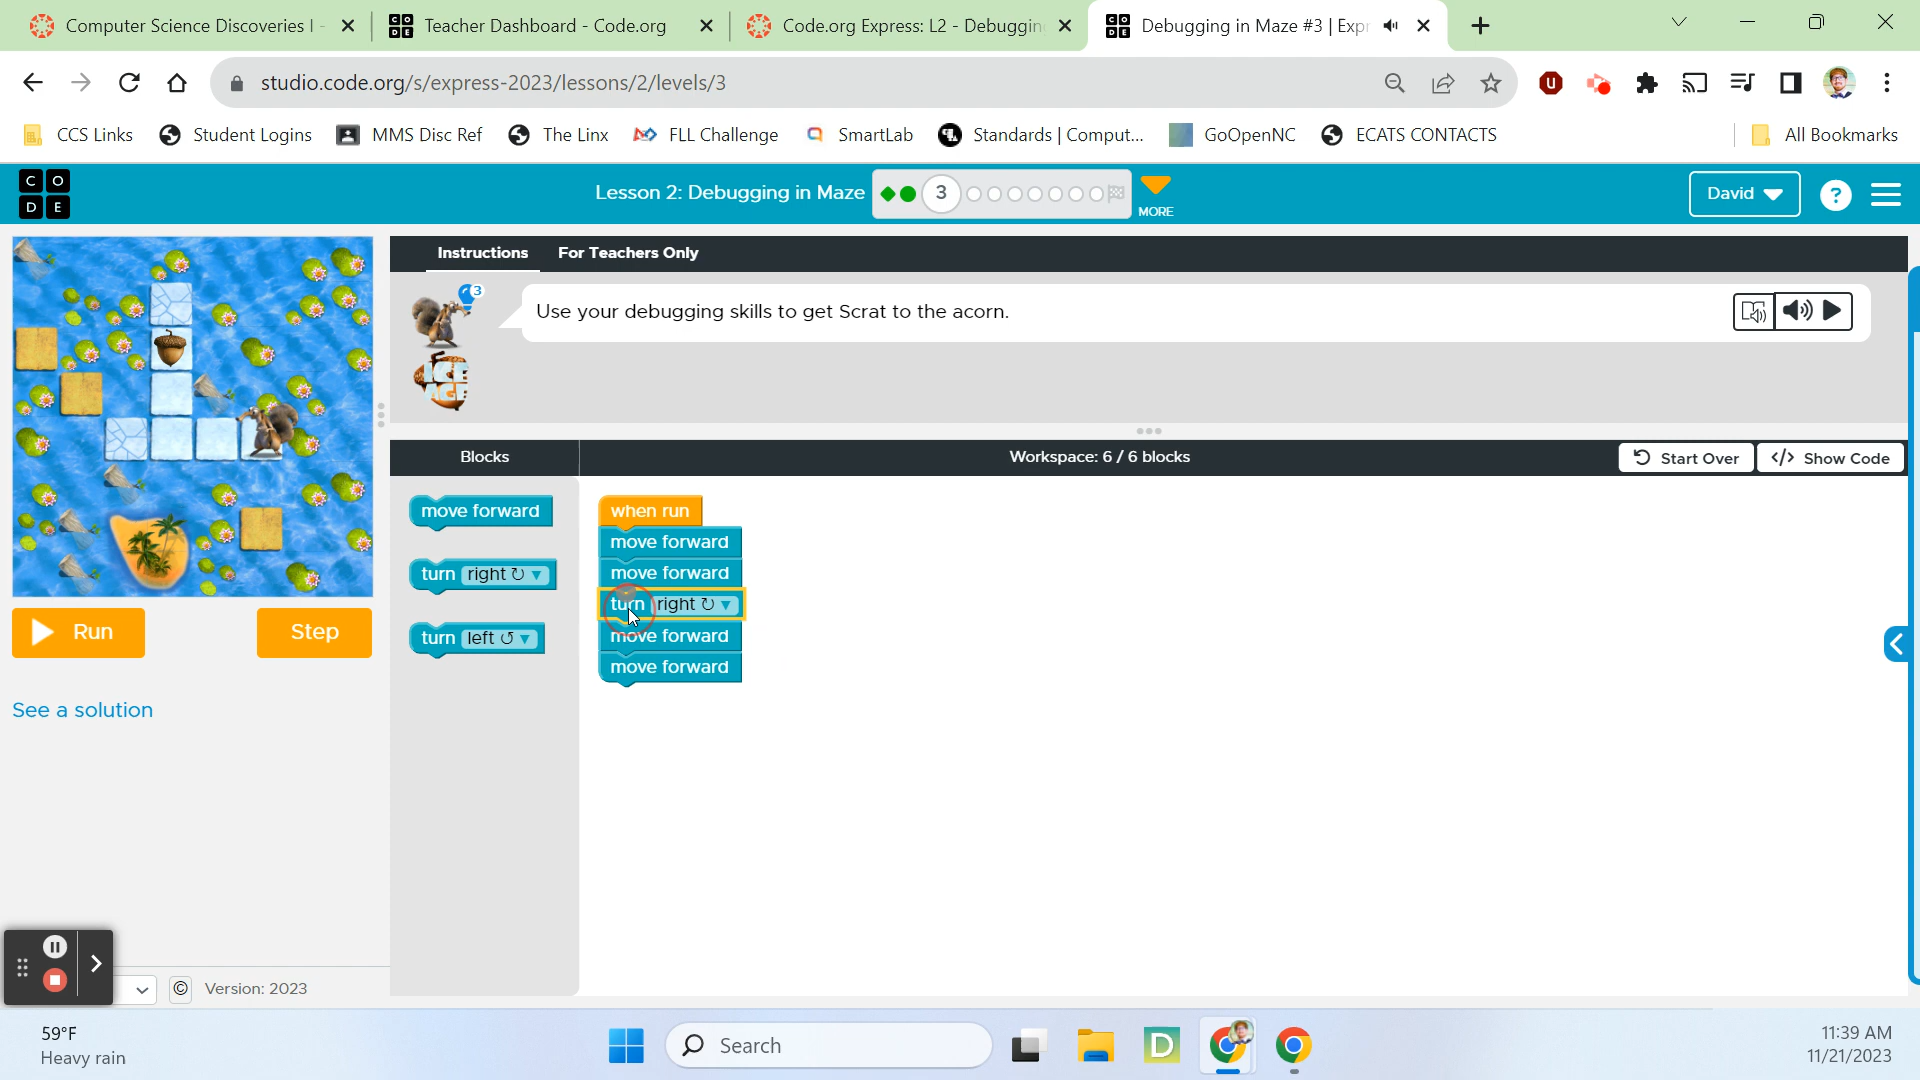 Computer Science Discoveries I -
Teacher Dashboard - Code.org
Code.org Express: L2 - Debuggin
Debugging in Maze #3 | Expr
studio.code.org/s/express-2023/lessons/2/levels/3
CCS Links
Student Logins
MMS Disc Ref
The Linx
FLL Challenge
SmartLab
Standards | Comput...
GoOpenNC
ECATS CONTACTS
All Bookmarks
C O
D E
Lesson 2: Debugging in Maze
3
MORE
David
?
Instructions
For Teachers Only
3
Use your debugging skills to get Scrat to the acorn.
ICE
AGE
Blocks
Workspace: 6 / 6 blocks
Start Over
</> Show Code
move forward
turn right ↻ ▼
turn left ↺ ▼
when run
move forward
move forward
turn right ↻ ▼
move forward
move forward
Run
Step
See a solution
© Version: 2023
59°F
Heavy rain
Search
D
11:39 AM
11/21/2023